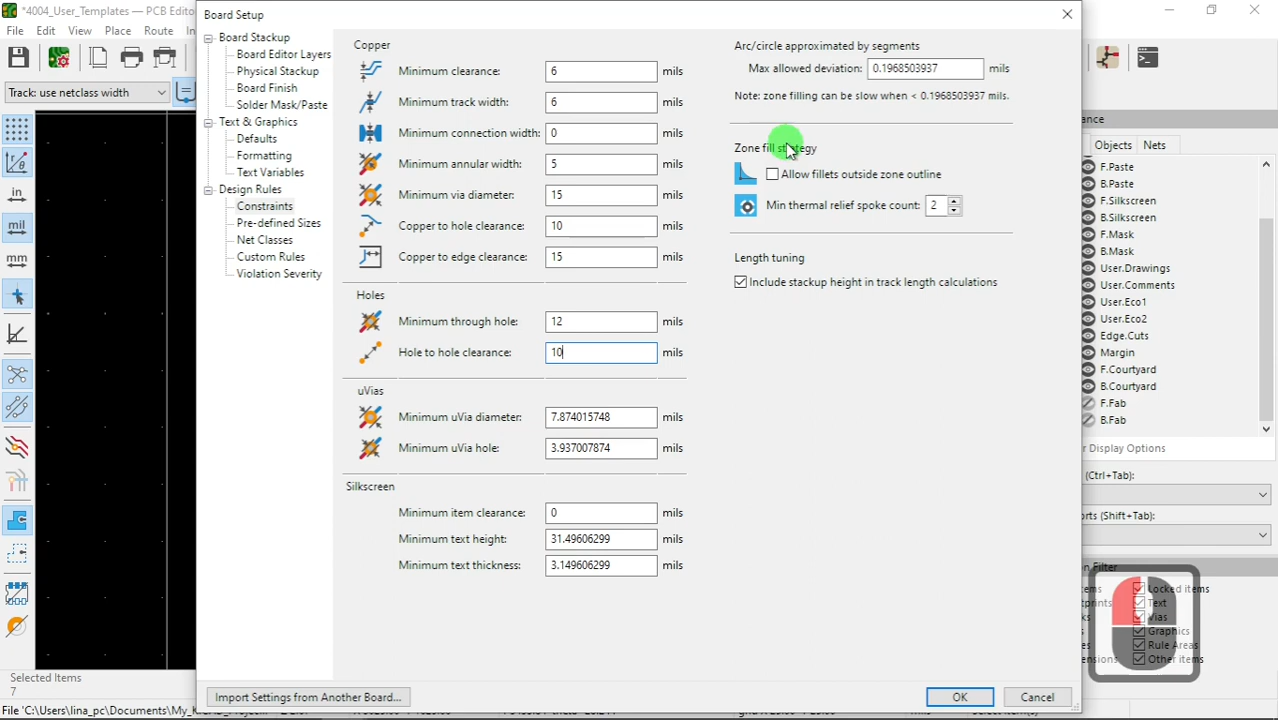 *4004_User_Templates — PCB Editor
Board Setup
File Edit View Place Route
Track: use netclass width
in
mil
mm
Board Stackup
Board Editor Layers
Physical Stackup
Board Finish
Solder Mask/Paste
Text & Graphics
Defaults
Formatting
Text Variables
Design Rules
Constraints
Pre-defined Sizes
Net Classes
Custom Rules
Violation Severity
Copper
Minimum clearance: 6 mils
Minimum track width: 6 mils
Minimum connection width: 0 mils
Minimum annular width: 5 mils
Minimum via diameter: 15 mils
Copper to hole clearance: 10 mils
Copper to edge clearance: 15 mils
Holes
Minimum through hole: 12 mils
Hole to hole clearance: 10 mils
uVias
Minimum uVia diameter: 7.874015748 mils
Minimum uVia hole: 3.937007874 mils
Silkscreen
Minimum item clearance: 0 mils
Minimum text height: 31.49606299 mils
Minimum text thickness: 3.149606299 mils
Arc/circle approximated by segments
Max allowed deviation: 0.1968503937 mils
Note: zone filling can be slow when < 0.1968503937 mils.
Zone fill strategy
Allow fillets outside zone outline
Min thermal relief spoke count: 2
Length tuning
Include stackup height in track length calculations
Import Settings from Another Board...
OK Cancel
ance
Objects Nets
F.Paste
B.Paste
F.Silkscreen
B.Silkscreen
F.Mask
B.Mask
User.Drawings
User.Comments
User.Eco1
User.Eco2
Edge.Cuts
Margin
F.Courtyard
B.Courtyard
F.Fab
B.Fab
Display Options
(Ctrl+Tab):
orts (Shift+Tab):
Filter
Locked items
Text
Vias
Graphics
Rule Areas
Other items
Selected Items
7